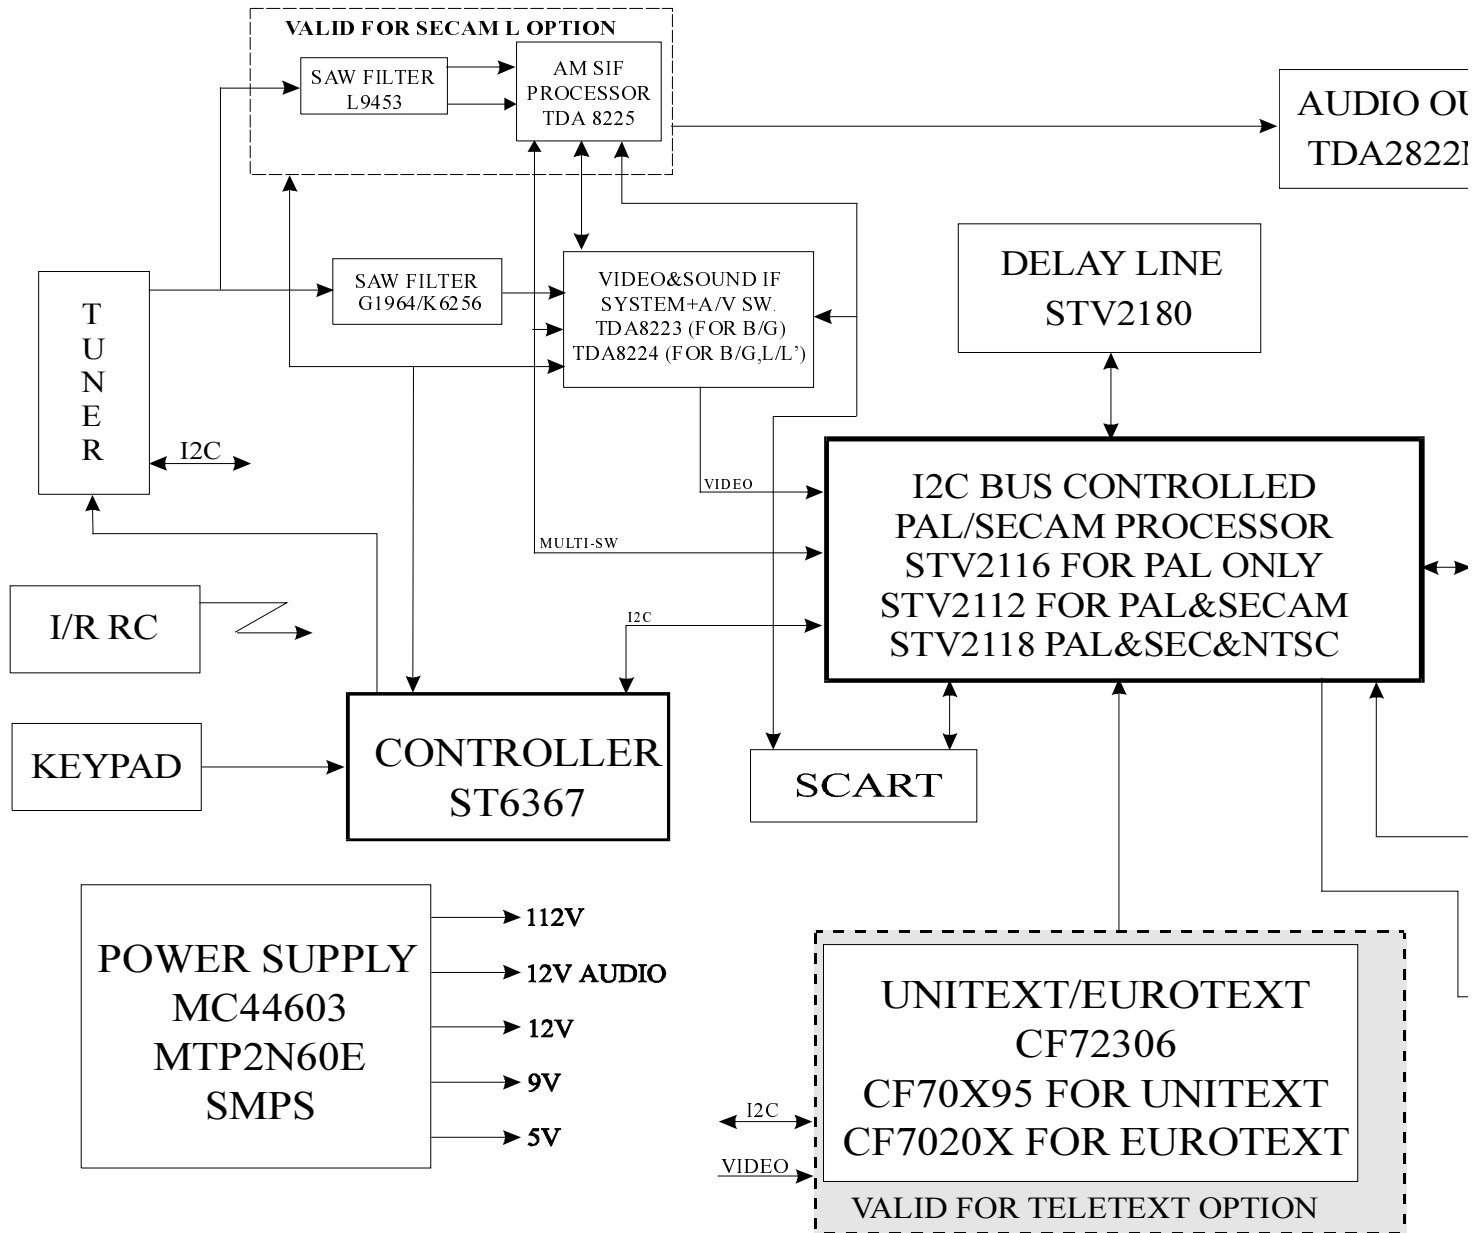 VALID FOR SECAM L OPTION
SAW FILTER
L9453
AM SIF
PROCESSOR
TDA 8225
AUDIO
TUNER
SAW FILTER
G1964/K6256
VIDEO&SOUND IF
SYSTEM+A/V SW.
TDA8223 (FOR B/G)
TDA8224 (FOR B/G,L/L’)
DELAY LINE
STV2180
I2C
VIDEO
MULTI-SW
I2C
I2C BUS CONTROLLED
PAL/SECAM PROCESSOR
STV2116 FOR PAL ONLY
STV2112 FOR PAL&SECAM
STV2118 PAL&SEC&NTSC
I/R RC
KEYPAD
CONTROLLER
ST6367
SCART
POWER SUPPLY
MC44603
MTP2N60E
SMPS
112V
12V AUDIO
12V
9V
5V
UNITEXT/EUROTEXT
CF72306
CF70X95 FOR UNITEXT
CF7020X FOR EUROTEXT
I2C
VIDEO
VALID FOR TELETEXT OPTION